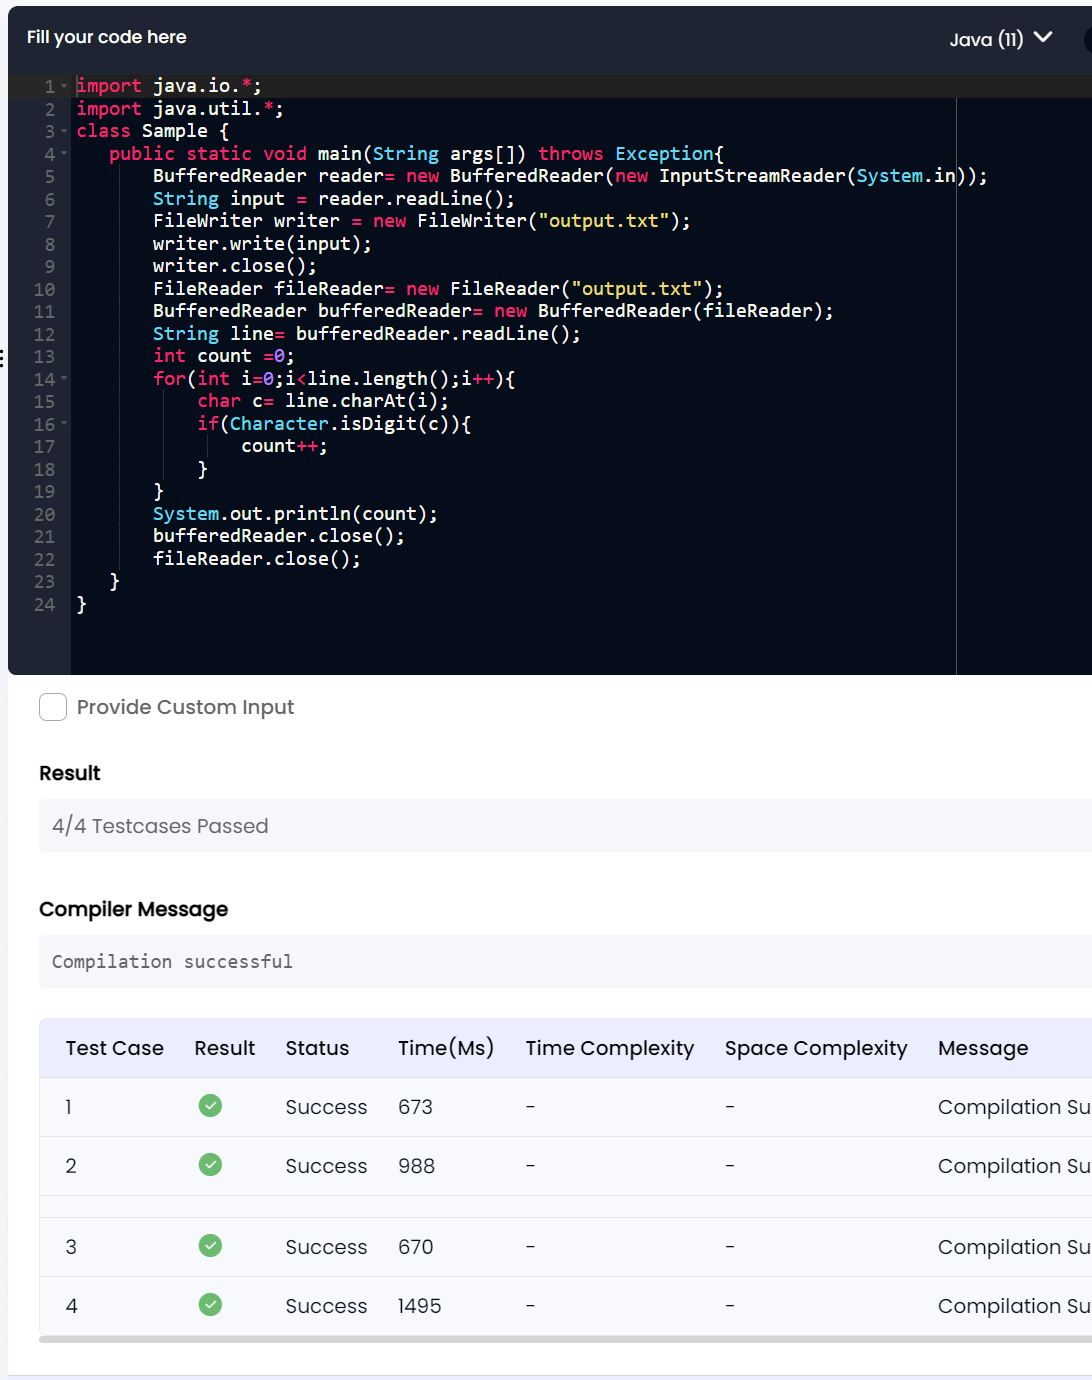 Fill your code here
Java (11)
1 import java.io.*;
2 import java.util.*;
3 class Sample {
4    public static void main(String args[]) throws Exception{
5        BufferedReader reader= new BufferedReader(new InputStreamReader(System.in));
6        String input = reader.readLine();
7        FileWriter writer = new FileWriter("output.txt");
8        writer.write(input);
9        writer.close();
10        FileReader fileReader= new FileReader("output.txt");
11        BufferedReader bufferedReader= new BufferedReader(fileReader);
12        String line= bufferedReader.readLine();
13        int count =0;
14        for(int i=0;i<line.length();i++){
15            char c= line.charAt(i);
16            if(Character.isDigit(c)){
17                count++;
18            }
19        }
20        System.out.println(count);
21        bufferedReader.close();
22        fileReader.close();
23    }
24 }
Provide Custom Input
Result
4/4 Testcases Passed
Compiler Message
Compilation successful
Test Case Result Status Time(Ms) Time Complexity Space Complexity Message
1 Success 673 - - Compilation Su
2 Success 988 - - Compilation Su
3 Success 670 - - Compilation Su
4 Success 1495 - - Compilation Su